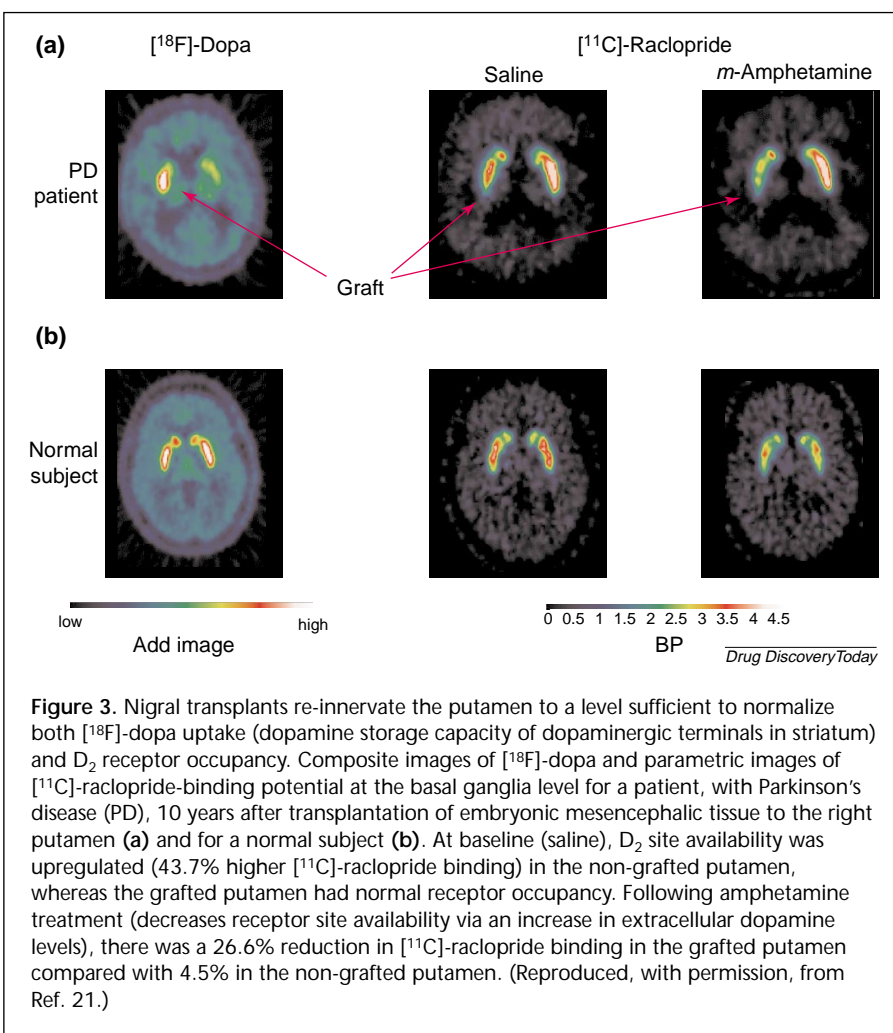 (a)
[¹⁸F]-Dopa
[¹¹C]-Raclopride
Saline
m-Amphetamine
PD
patient
Graft
(b)
Normal
subject
low
high
Add image
0 0.5 1 1.5 2 2.5 3 3.5 4 4.5
BP
Drug Discovery Today
Figure 3. Nigral transplants re-innervate the putamen to a level sufficient to normalize
both [¹⁸F]-dopa uptake (dopamine storage capacity of dopaminergic terminals in striatum)
and D₂ receptor occupancy. Composite images of [¹⁸F]-dopa and parametric images of
[¹¹C]-raclopride-binding potential at the basal ganglia level for a patient, with Parkinson's
disease (PD), 10 years after transplantation of embryonic mesencephalic tissue to the right
putamen (a) and for a normal subject (b). At baseline (saline), D₂ site availability was
upregulated (43.7% higher [¹¹C]-raclopride binding) in the non-grafted putamen,
whereas the grafted putamen had normal receptor occupancy. Following amphetamine
treatment (decreases receptor site availability via an increase in extracellular dopamine
levels), there was a 26.6% reduction in [¹¹C]-raclopride binding in the grafted putamen
compared with 4.5% in the non-grafted putamen. (Reproduced, with permission, from
Ref. 21.)